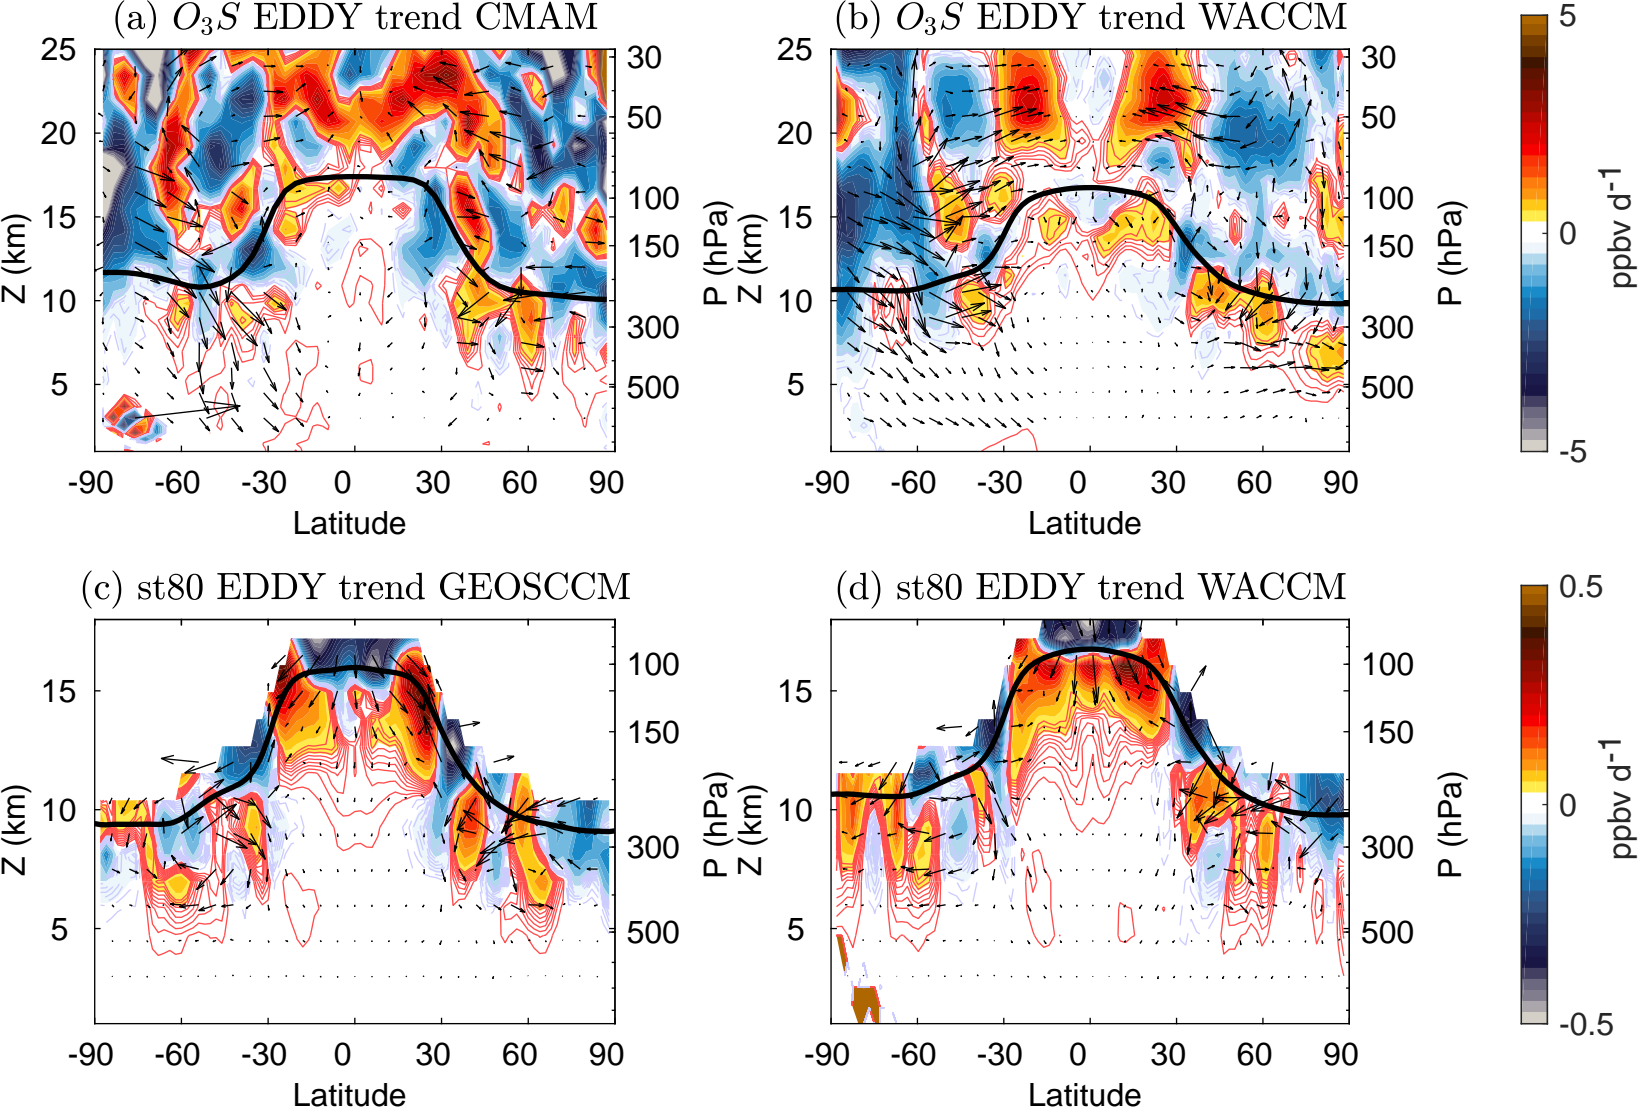 (a) O3S EDDY trend CMAM
(b) O3S EDDY trend WACCM
25
20
15
10
5
Z (km)
30
50
100
150
300
500
P (hPa)
-90 -60 -30 0 30 60 90
Latitude
25
20
15
10
5
Z (km)
30
50
100
150
300
500
P (hPa)
-90 -60 -30 0 30 60 90
Latitude
5
0
-5
ppbv d-1
(c) st80 EDDY trend GEOSCCM
(d) st80 EDDY trend WACCM
15
10
5
Z (km)
100
150
300
500
P (hPa)
-90 -60 -30 0 30 60 90
Latitude
15
10
5
Z (km)
100
150
300
500
P (hPa)
-90 -60 -30 0 30 60 90
Latitude
0.5
0
-0.5
ppbv d-1